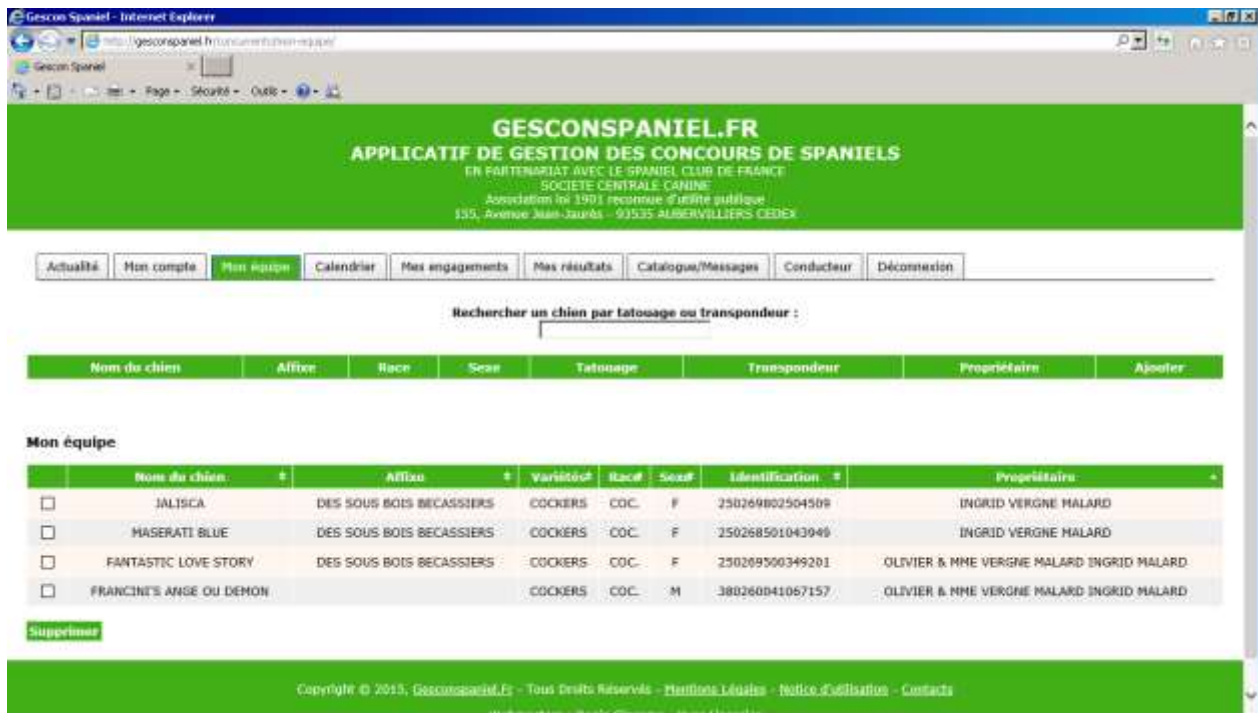 Gescon Spaniel - Internet Explorer
Gescon Spaniel
Page Sécurité Outils
GESCONSPANIEL.FR
APPLICATIF DE GESTION DES CONCOURS DE SPANIELS
EN PARTENARIAT AVEC LE SPANIEL CLUB DE FRANCE
SOCIETE CENTRALE CANINE
Association loi 1901 reconnue d'utilité publique
155, Avenue Jean-Jaurès - 93535 AUBERVILLIERS CEDEX
Actualité Mon compte Mon équipe Calendrier Mes engagements Mes résultats Catalogue/Messages Conducteur Déconnexion
Rechercher un chien par tatouage ou transpondeur :
Nom du chien Affixe Race Sexe Tatouage Transpondeur Propriétaire Ajouter
Mon équipe
Nom du chien Affixe Variétés Race Sexe Identification Propriétaire
JALISCA DES SOUS BOIS BECASSIERS COCKERS COC. F 250269802504509 INGRID VERGNE MALARD
MASERATI BLUE DES SOUS BOIS BECASSIERS COCKERS COC. F 250268501043949 INGRID VERGNE MALARD
FANTASTIC LOVE STORY DES SOUS BOIS BECASSIERS COCKERS COC. F 250269500349201 OLIVIER & MME VERGNE MALARD INGRID MALARD
FRANCINI'S ANGE OU DEMON COCKERS COC. M 380260041067157 OLIVIER & MME VERGNE MALARD INGRID MALARD
Supprimer
Copyright © 2015, Gesconspaniel.Fr - Tous Droits Réservés - Mentions Légales - Notice d'utilisation - Contacts